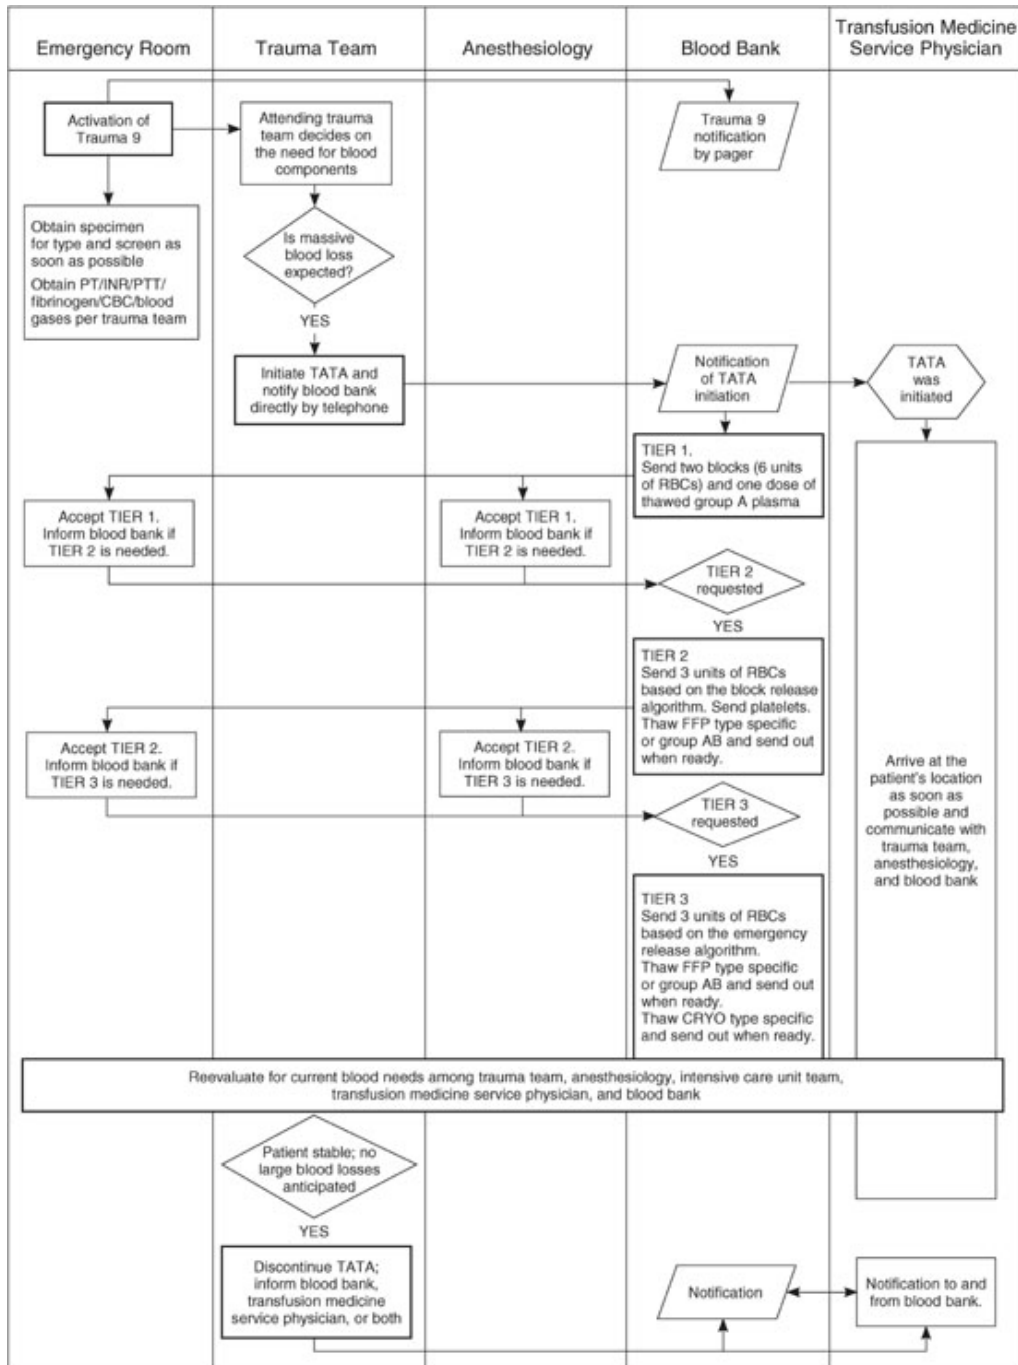 Emergency Room
Trauma Team
Anesthesiology
Blood Bank
Transfusion Medicine
Service Physician
Activation of
Trauma 9
Attending trauma
team decides on
the need for blood
components
Trauma 9
notification
by pager
Obtain specimen
for type and screen as
soon as possible
Obtain PT/INR/PTT/
fibrinogen/CBC/blood
gases per trauma team
Is massive
blood loss
expected?
YES
Initiate TATA and
notify blood bank
directly by telephone
Notification
of TATA
initiation
TATA
was
initiated
TIER 1.
Send two blocks (6 units
of RBCs) and one dose of
thawed group A plasma
Accept TIER 1.
Inform blood bank if
TIER 2 is needed.
Accept TIER 1.
Inform blood bank if
TIER 2 is needed.
TIER 2
requested
YES
TIER 2
Send 3 units of RBCs
based on the block release
algorithm. Send platelets.
Thaw FFP type specific
or group AB and send out
when ready.
Accept TIER 2.
Inform blood bank if
TIER 3 is needed.
Accept TIER 2.
Inform blood bank if
TIER 3 is needed.
TIER 3
requested
YES
Arrive at the
patient's location
as soon as
possible and
communicate with
trauma team,
anesthesiology,
and blood bank
TIER 3
Send 3 units of RBCs
based on the emergency
release algorithm.
Thaw FFP type specific
or group AB and send out
when ready.
Thaw CRYO type specific
and send out when ready.
Reevaluate for current blood needs among trauma team, anesthesiology, intensive care unit team,
transfusion medicine service physician, and blood bank
Patient stable; no
large blood losses
anticipated
YES
Discontinue TATA;
inform blood bank,
transfusion medicine
service physician, or both
Notification
Notification to and
from blood bank.